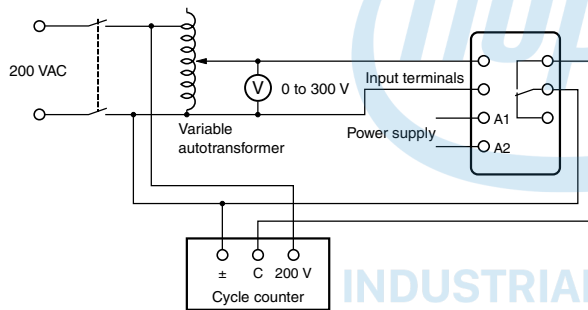 200 VAC
V
0 to 300 V
Variable
autotransformer
Input terminals
Power supply
A1
A2
± C 200 V
Cycle counter
INDUSTRIAL